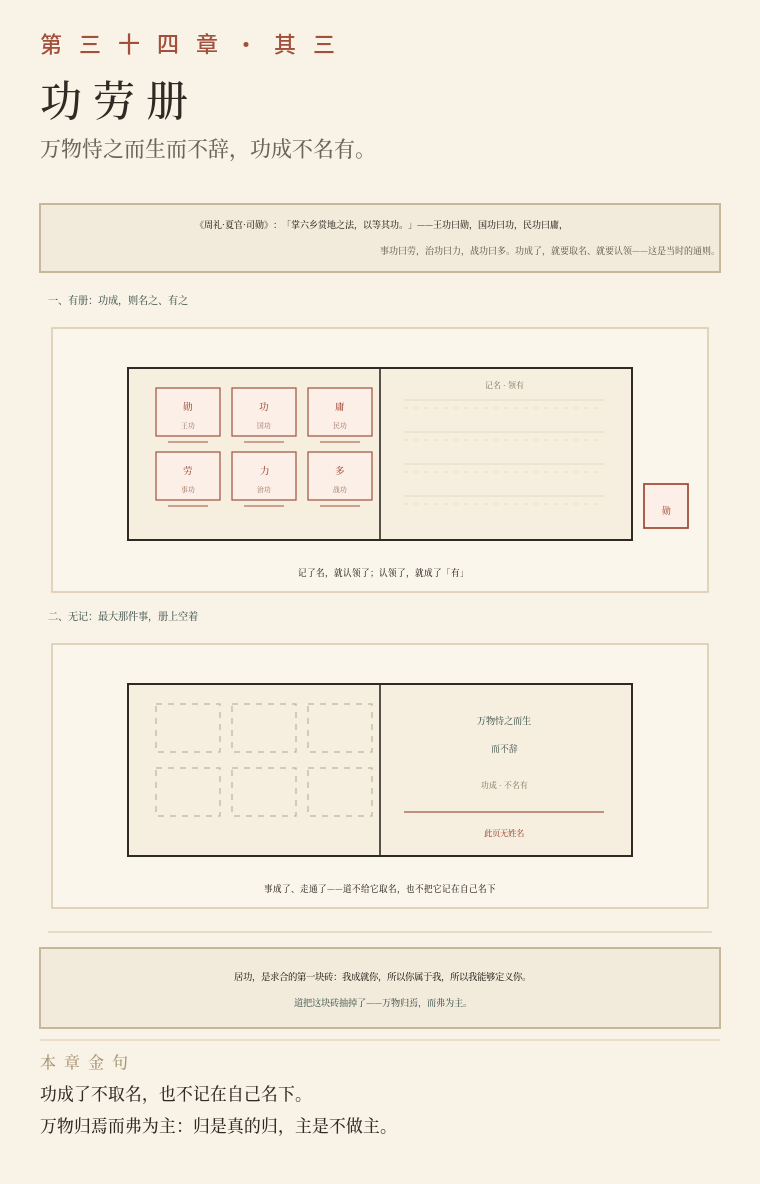 第三十四章·其三
功劳册
万物恃之而生而不辞，功成不名有。
《周礼·夏官·司勋》：「掌六乡赏地之法，以等其功。」——王功曰勋，国功曰功，民功曰庸，
事功曰劳，治功曰力，战功曰多。功成了，就要取名、就要认领——这是当时的通则。
一、有册：功成，则名之、有之
勋 功 庸
王功 国功 民功
劳 力 多
事功 治功 战功
记名·领有
勋
记了名，就认领了；认领了，就成了「有」
二、无记：最大那件事，册上空着
万物恃之而生
而不辞
功成·不名有
此页无姓名
事成了、走通了——道不给它取名，也不把它记在自己名下
居功，是求合的第一块砖：我成就你，所以你属于我，所以我能够定义你。
道把这块砖抽掉了——万物归焉，而弗为主。
本章金句
功成了不取名，也不记在自己名下。
万物归焉而弗为主：归是真的归，主是不做主。